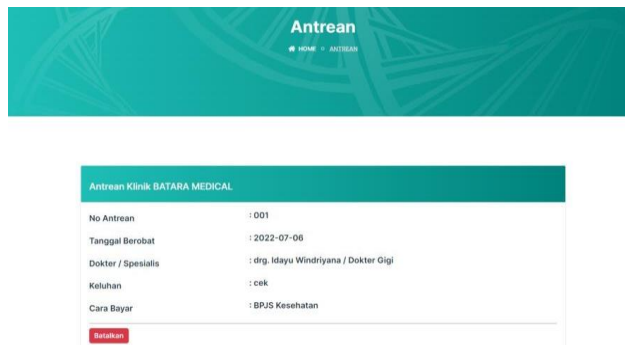 Antrean
HOME ANTREAN
Antrean Klinik BATARA MEDICAL
No Antrean : 001
Tanggal Berobat : 2022-07-06
Dokter / Spesialis : drg. Idayu Windriyana / Dokter Gigi
Keluhan : cek
Cara Bayar : BPJS Kesehatan
Batalkan